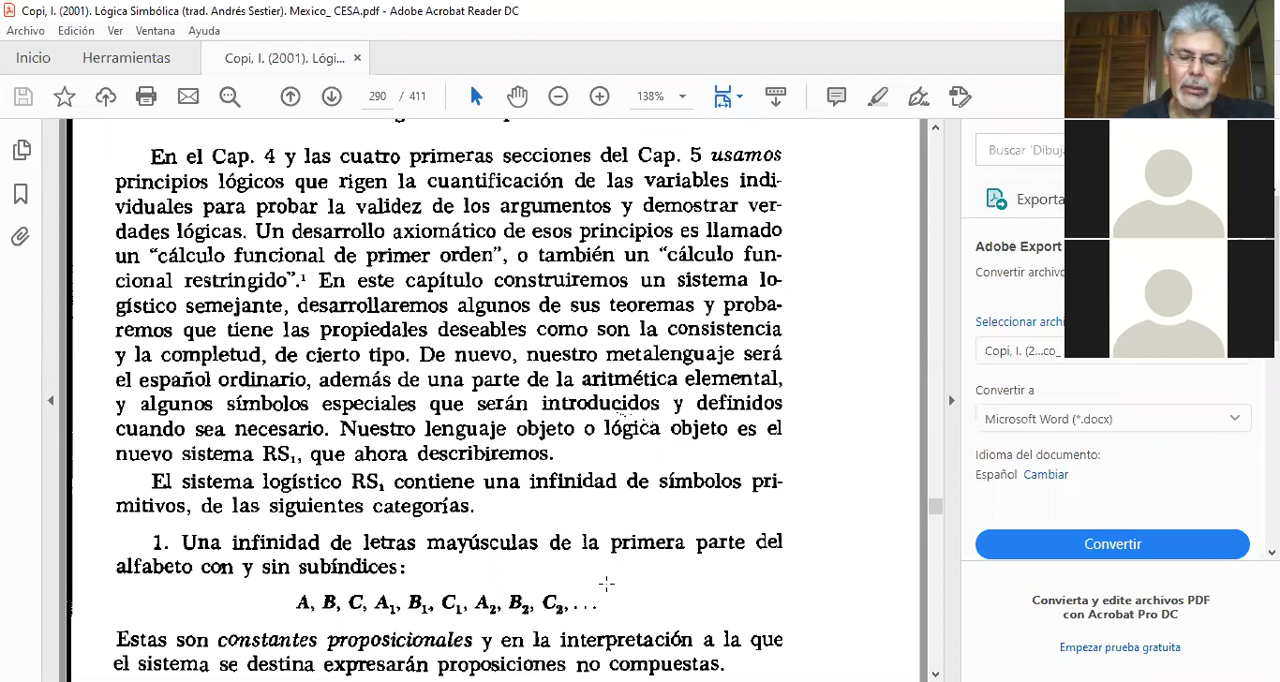 Copi, I. (2001). Lógica Simbólica (trad. Andrés Sestier). Mexico_ CESA.pdf - Adobe Acrobat Reader DC
Archivo Edición Ver Ventana Ayuda
Inicio Herramientas Copi, I. (2001). Lógi... ×
290 / 411 138%
En el Cap. 4 y las cuatro primeras secciones del Cap. 5 usamos
principios lógicos que rigen la cuantificación de las variables indi-
viduales para probar la validez de los argumentos y demostrar ver-
dades lógicas. Un desarrollo axiomático de esos principios es llamado
un “cálculo funcional de primer orden”, o también un “cálculo fun-
cional restringido”.¹ En este capítulo construiremos un sistema lo-
gístico semejante, desarrollaremos algunos de sus teoremas y proba-
remos que tiene las propiedales deseables como son la consistencia
y la completud, de cierto tipo. De nuevo, nuestro metalenguaje será
el español ordinario, además de una parte de la aritmética elemental,
y algunos símbolos especiales que serán introducidos y definidos
cuando sea necesario. Nuestro lenguaje objeto o lógica objeto es el
nuevo sistema RS₁, que ahora describiremos.
El sistema logístico RS₁ contiene una infinidad de símbolos pri-
mitivos, de las siguientes categorías.
1. Una infinidad de letras mayúsculas de la primera parte del
alfabeto con y sin subíndices:
A, B, C, A₁, B₁, C₁, A₂, B₂, C₂, . . .
Estas son constantes proposicionales y en la interpretación a la que
el sistema se destina expresarán proposiciones no compuestas.
Buscar 'Dibuj
Exporta
Adobe Export
Convertir archiv
Seleccionar archi
Copi, I. (2...co_
Convertir a
Microsoft Word (*.docx)
Idioma del documento:
Español Cambiar
Convertir
Convierta y edite archivos PDF
con Acrobat Pro DC
Empezar prueba gratuita